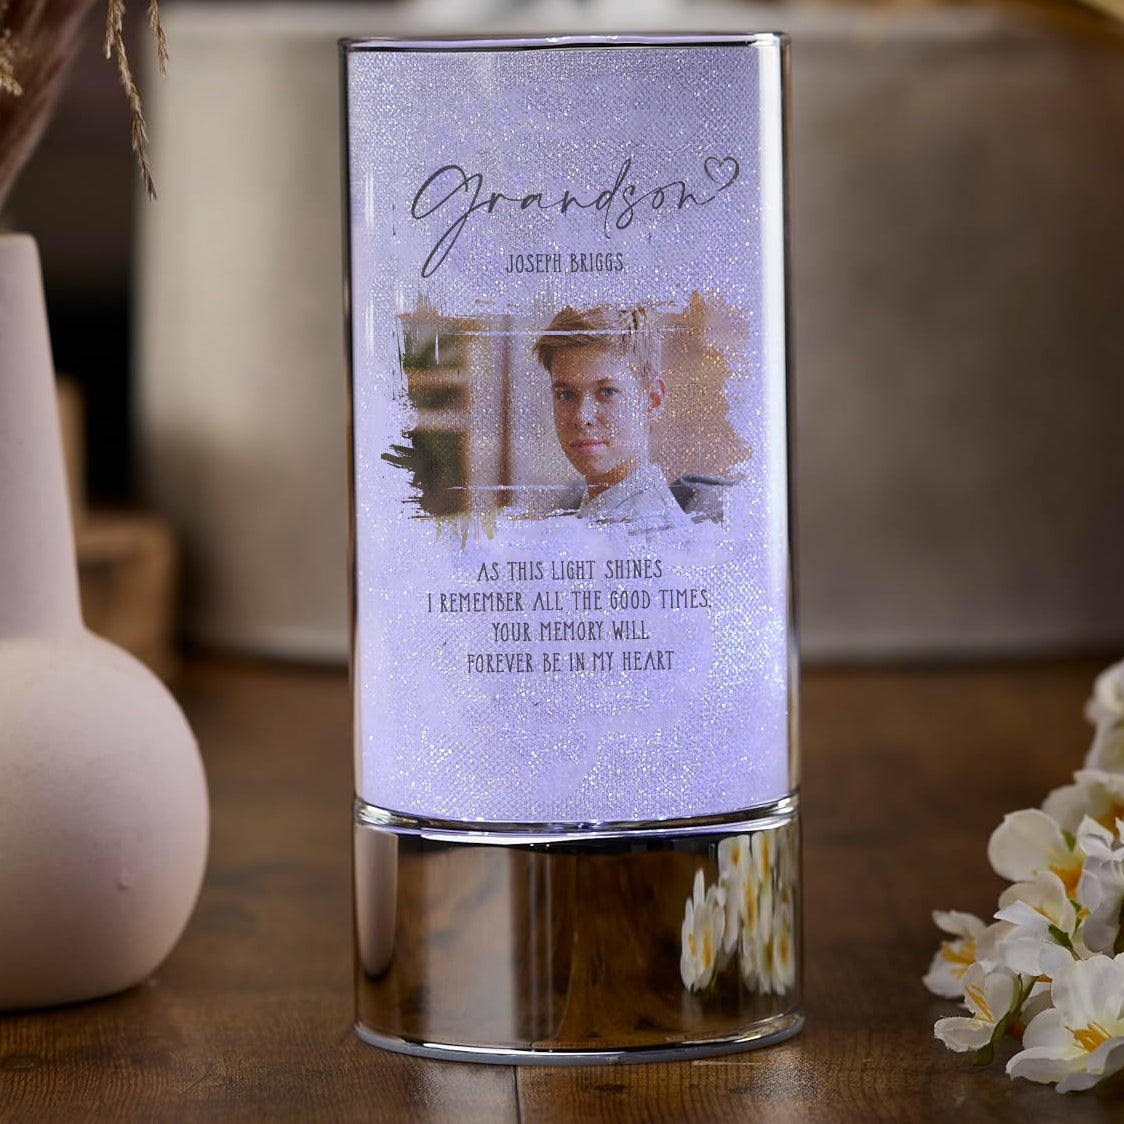 Grandson
JOSEPH BRIGGS
AS THIS LIGHT SHINES
I REMEMBER ALL THE GOOD TIMES,
YOUR MEMORY WILL
FOREVER BE IN MY HEART